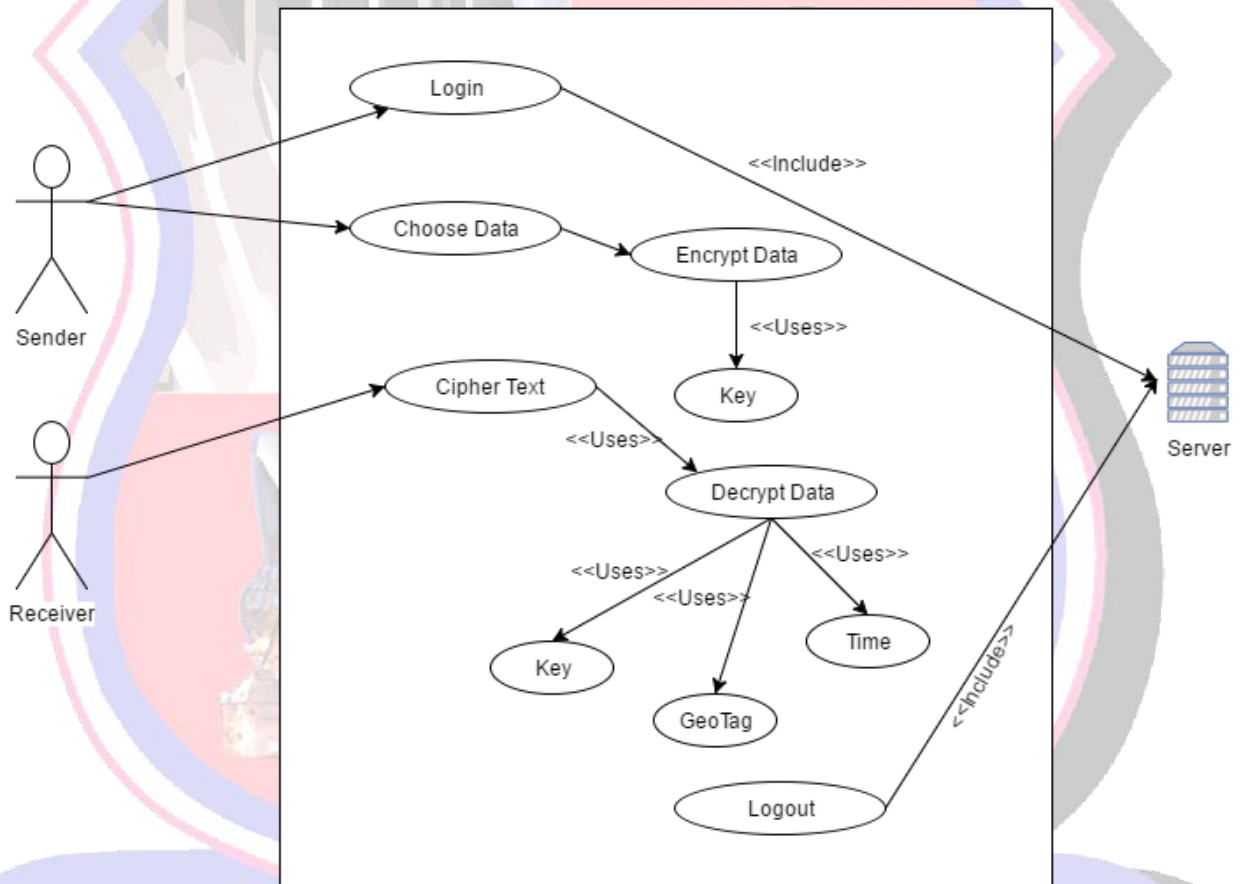 Login
<<Include>>
Choose Data
Encrypt Data
<<Uses>>
Sender
Cipher Text
Key
<<Uses>>
Server
Decrypt Data
<<Uses>>
<<Uses>>
<<Uses>>
Receiver
Time
Key
GeoTag
<<Include>>
Logout